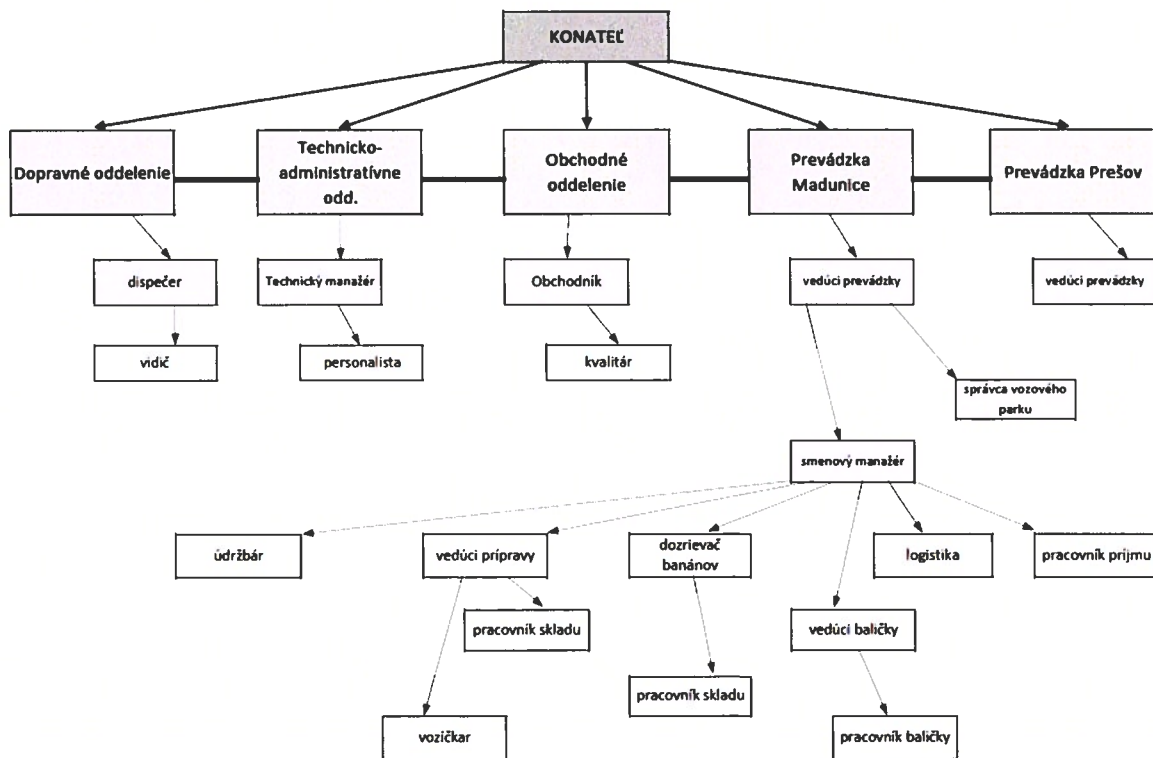 KONATEĽ
Dopravné oddelenie
Technicko-
administratívne
odd.
Obchodné
oddelenie
Prevádzka
Madunice
Prevádzka Prešov
dispečer
Technický manažér
Obchodník
vedúci prevádzky
vedúci prevádzky
vidič
personalista
kvalitár
správca vozového
parku
smenový manažér
údržbár
vedúci prípravy
dozrievač
banánov
logistika
pracovník príjmu
pracovník skladu
vedúci baličky
pracovník skladu
vozičkar
pracovník baličky